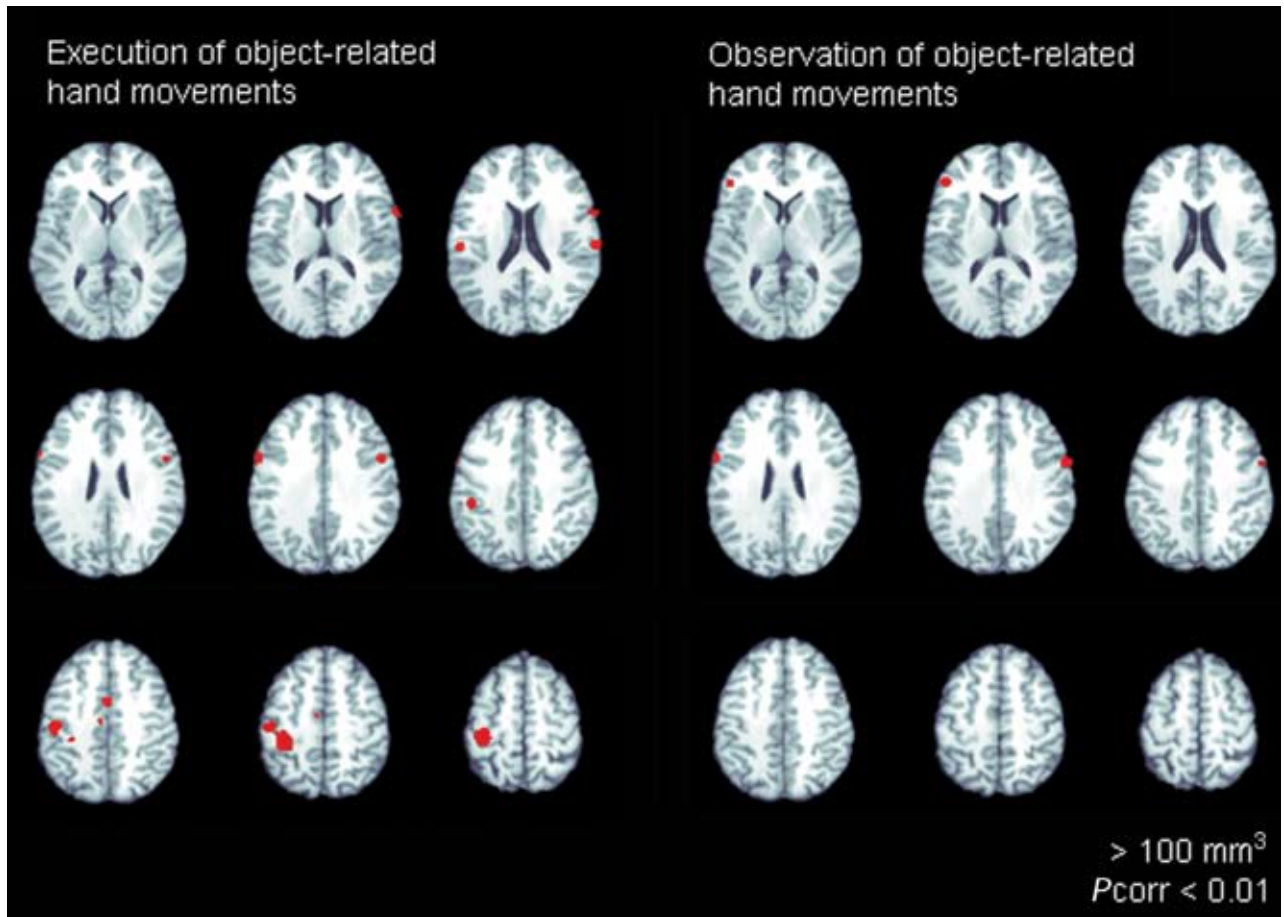 Execution of object-related
hand movements
Observation of object-related
hand movements
> 100 mm³
Pcorr < 0.01